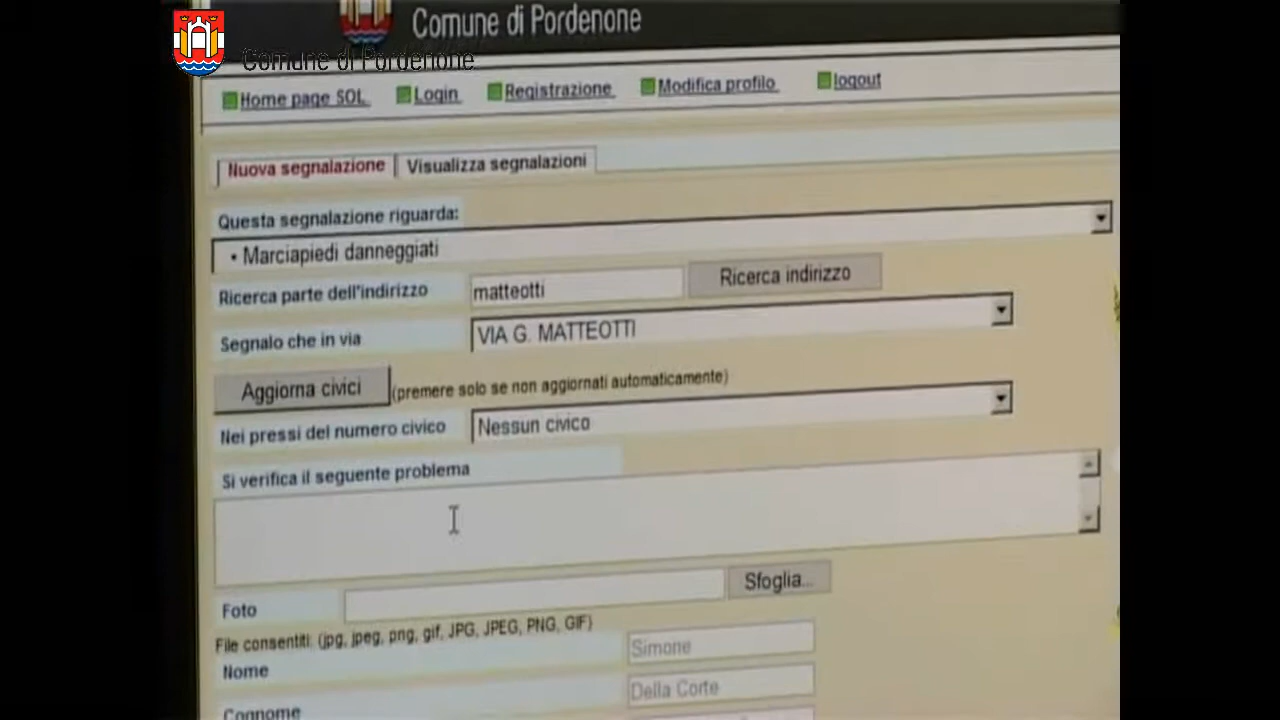 Comune di Pordenone
Comune di Pordenone
Home page SOL Login Registrazione Modifica profilo logout
Nuova segnalazione Visualizza segnalazioni
Questa segnalazione riguarda:
• Marciapiedi danneggiati
Ricerca parte dell'indirizzo matteotti Ricerca indirizzo
Segnalo che in via VIA G. MATTEOTTI
Aggiorna civici (premere solo se non aggiornati automaticamente)
Nei pressi del numero civico Nessun civico
Si verifica il seguente problema
Foto Sfoglia...
File consentiti: (jpg, jpeg, png, gif, JPG, JPEG, PNG, GIF)
Nome Simone
Cognome Della Corte